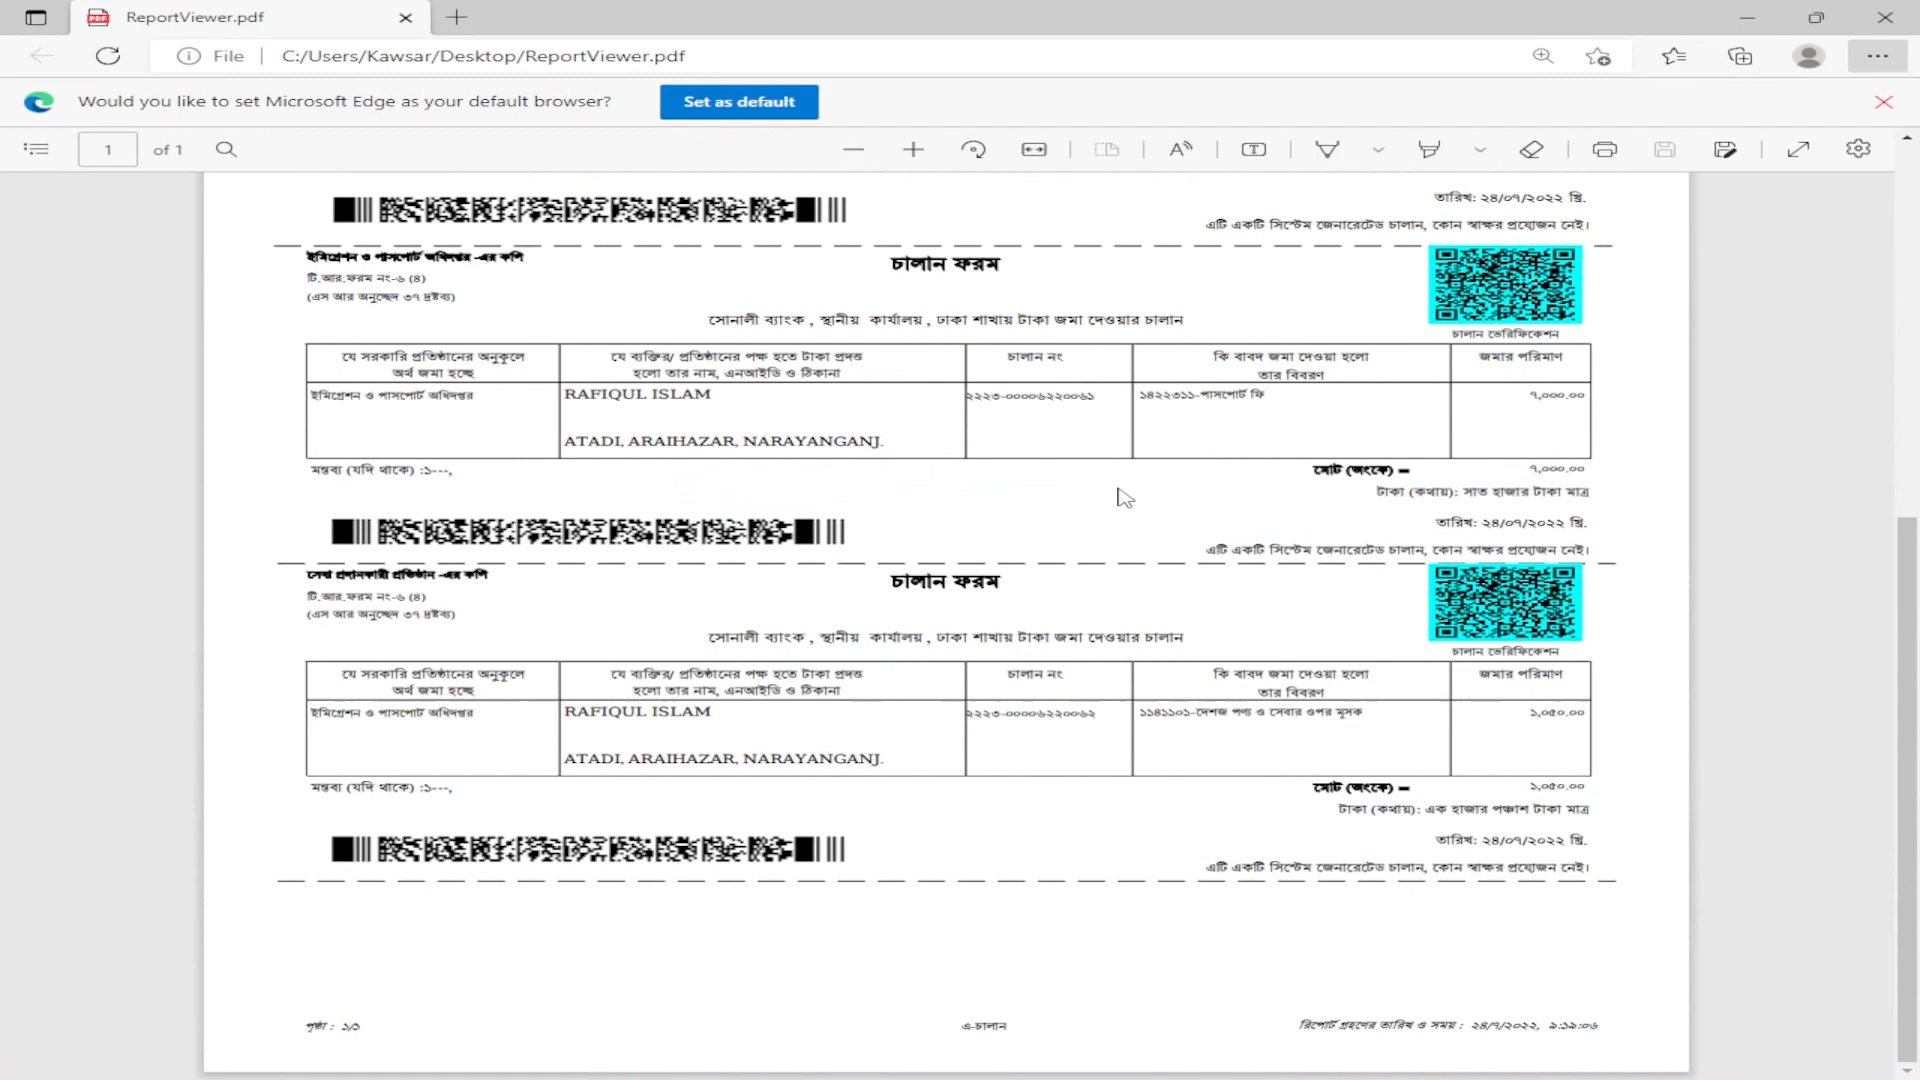 ReportViewer.pdf
File
C:/Users/Kawsar/Desktop/ReportViewer.pdf
Would you like to set Microsoft Edge as your default browser?
Set as default
1 of 1
তারিখ: ২৪/০৭/২০২২ খ্রি.
এটি একটি সিস্টেম জেনারেটেড চালান, কোন স্বাক্ষর প্রয়োজন নেই।
ইমিগ্রেশন ও পাসপোর্ট অধিদপ্তর -এর কপি
চালান ফরম
টি.আর.ফরম নং-৬ (৪)
(এস আর অনুচ্ছেদ ৩৭ দ্রষ্টব্য)
সোনালী ব্যাংক , স্থানীয় কার্যালয় , ঢাকা শাখায় টাকা জমা দেওয়ার চালান
চালান ভেরিফিকেশন
যে সরকারি প্রতিষ্ঠানের অনুকুলে অর্থ জমা হচ্ছে
যে ব্যক্তির/ প্রতিষ্ঠানের পক্ষ হতে টাকা প্রদত্ত হলো তার নাম, এনআইডি ও ঠিকানা
চালান নং
কি বাবদ জমা দেওয়া হলো তার বিবরণ
জমার পরিমাণ
ইমিগ্রেশন ও পাসপোর্ট অধিদপ্তর
RAFIQUL ISLAM
ATADI, ARAIHAZAR, NARAYANGANJ.
২২২৩-০০০০৬২২০০৬১
১৪২২৩১১-পাসপোর্ট ফি
৭,০০০.০০
মন্তব্য (যদি থাকে) :১---,
মোট (অংকে) =
৭,০০০.০০
টাকা (কথায়): সাত হাজার টাকা মাত্র
তারিখ: ২৪/০৭/২০২২ খ্রি.
এটি একটি সিস্টেম জেনারেটেড চালান, কোন স্বাক্ষর প্রয়োজন নেই।
সেবা প্রদানকারী প্রতিষ্ঠান -এর কপি
চালান ফরম
টি.আর.ফরম নং-৬ (৪)
(এস আর অনুচ্ছেদ ৩৭ দ্রষ্টব্য)
সোনালী ব্যাংক , স্থানীয় কার্যালয় , ঢাকা শাখায় টাকা জমা দেওয়ার চালান
চালান ভেরিফিকেশন
যে সরকারি প্রতিষ্ঠানের অনুকুলে অর্থ জমা হচ্ছে
যে ব্যক্তির/ প্রতিষ্ঠানের পক্ষ হতে টাকা প্রদত্ত হলো তার নাম, এনআইডি ও ঠিকানা
চালান নং
কি বাবদ জমা দেওয়া হলো তার বিবরণ
জমার পরিমাণ
ইমিগ্রেশন ও পাসপোর্ট অধিদপ্তর
RAFIQUL ISLAM
ATADI, ARAIHAZAR, NARAYANGANJ.
২২২৩-০০০০৬২২০০৬২
১১৪১১০১-দেশজ পণ্য ও সেবার ওপর মূসক
১,০৫০.০০
মন্তব্য (যদি থাকে) :১---,
মোট (অংকে) =
১,০৫০.০০
টাকা (কথায়): এক হাজার পঞ্চাশ টাকা মাত্র
তারিখ: ২৪/০৭/২০২২ খ্রি.
এটি একটি সিস্টেম জেনারেটেড চালান, কোন স্বাক্ষর প্রয়োজন নেই।
পৃষ্ঠা : ১/১
এ-চালান
রিপোর্ট গ্রহণের তারিখ ও সময় : ২৪/৭/২০২২, ৯:১৯:০৬